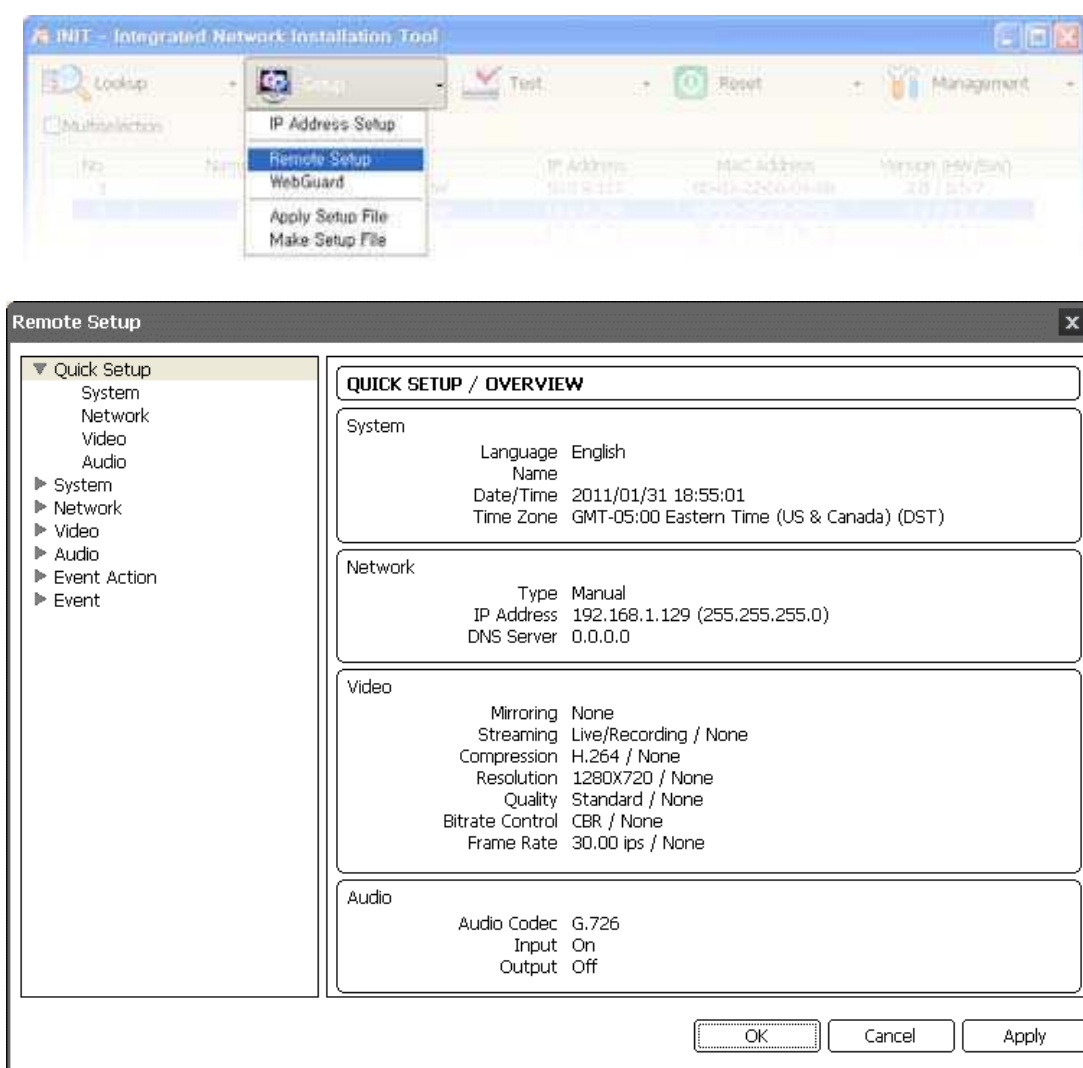 INIT - Integrated Network Installation Tool
Lookup Setup Test Reset Management
Multiselection
IP Address Setup
Remote Setup
WebGuard
Apply Setup File
Make Setup File
No. IP Address MAC Address Version (HW/SW)
Remote Setup
Quick Setup
System
Network
Video
Audio
System
Network
Video
Audio
Event Action
Event
QUICK SETUP / OVERVIEW
System
Language English
Name
Date/Time 2011/01/31 18:55:01
Time Zone GMT-05:00 Eastern Time (US & Canada) (DST)
Network
Type Manual
IP Address 192.168.1.129 (255.255.255.0)
DNS Server 0.0.0.0
Video
Mirroring None
Streaming Live/Recording / None
Compression H.264 / None
Resolution 1280X720 / None
Quality Standard / None
Bitrate Control CBR / None
Frame Rate 30.00 ips / None
Audio
Audio Codec G.726
Input On
Output Off
OK Cancel Apply